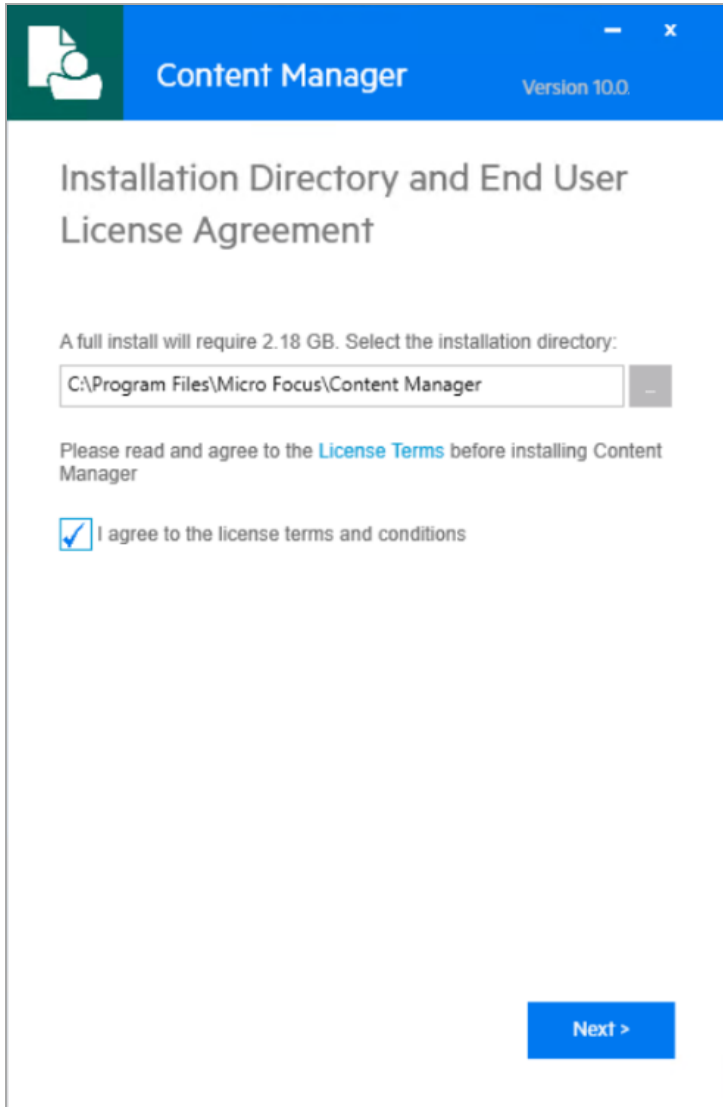 – x
Content Manager
Version 10.0.
Installation Directory and End User
License Agreement
A full install will require 2.18 GB. Select the installation directory:
C:\Program Files\Micro Focus\Content Manager
...
Please read and agree to the License Terms before installing Content
Manager
I agree to the license terms and conditions
Next >